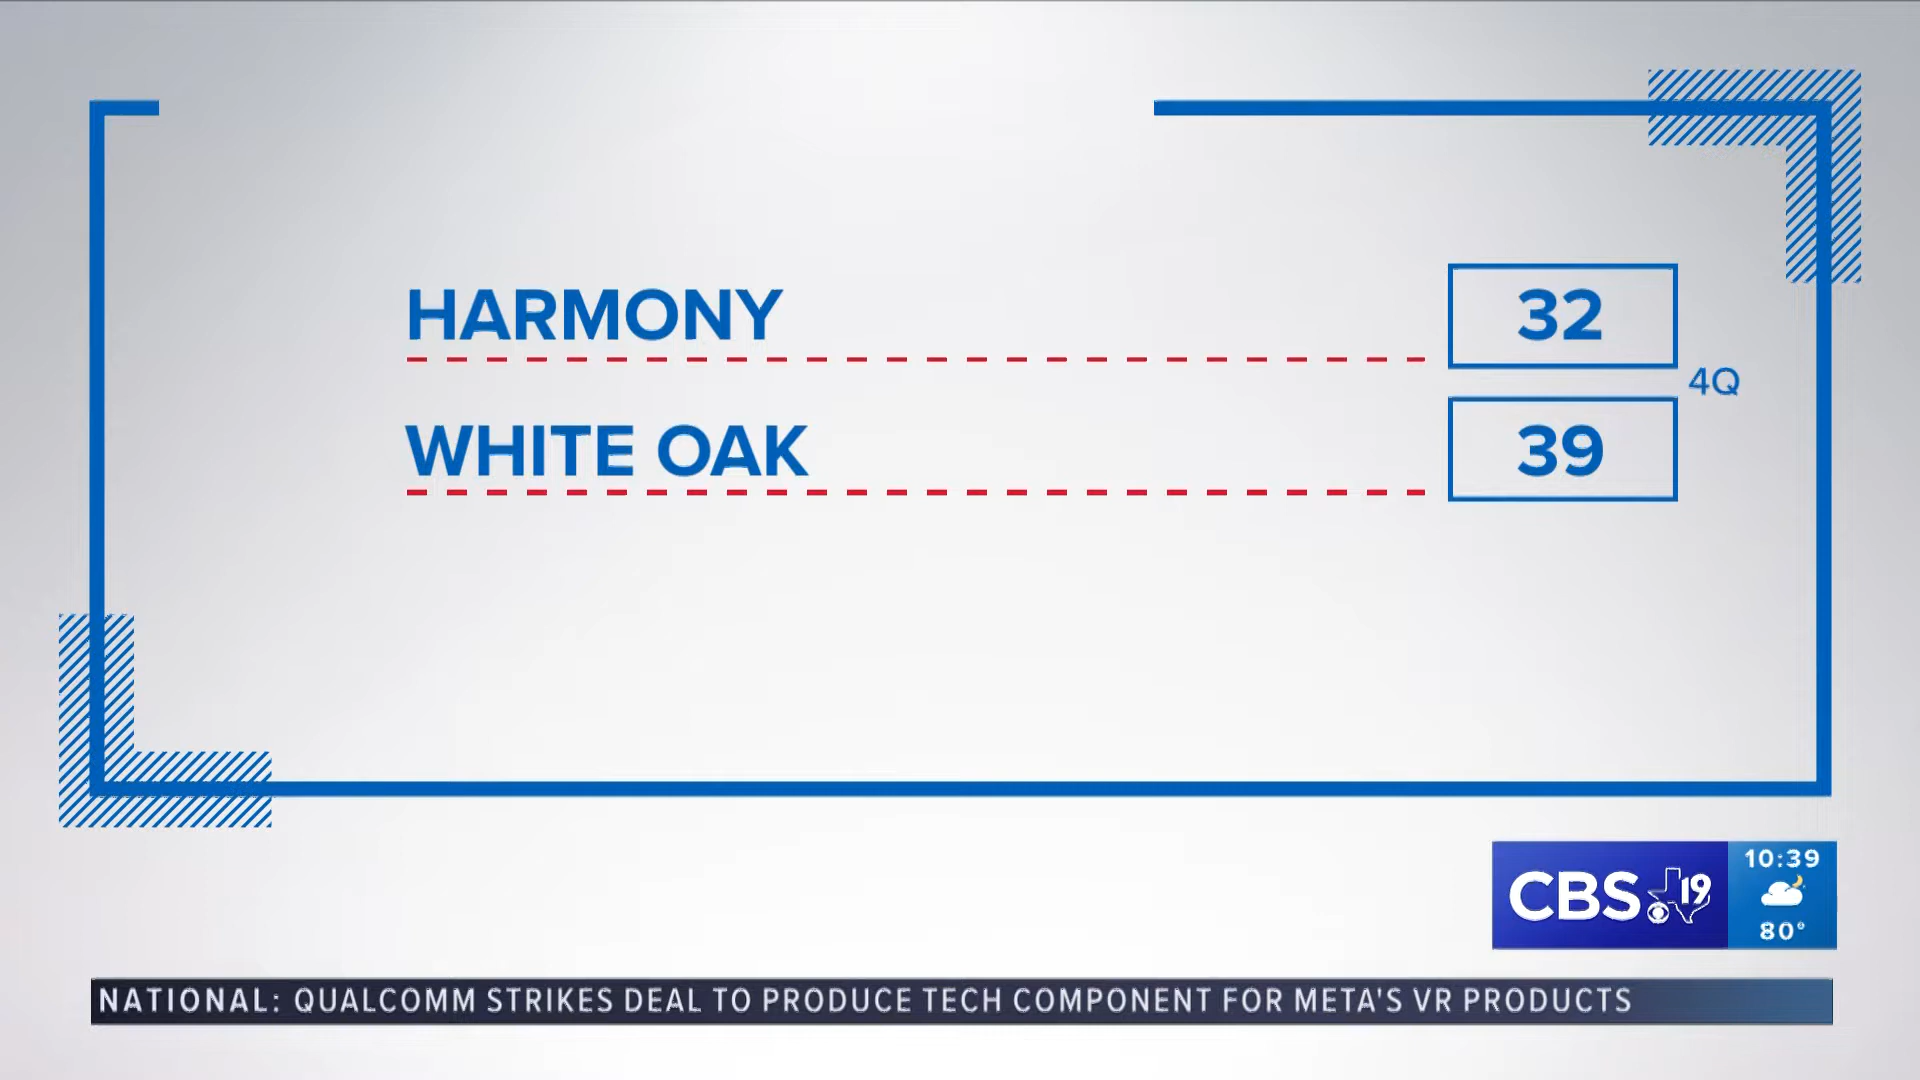 HARMONY 32
4Q
WHITE OAK 39
CBS 19
10:39
80°
NATIONAL: QUALCOMM STRIKES DEAL TO PRODUCE TECH COMPONENT FOR META'S VR PRODUCTS